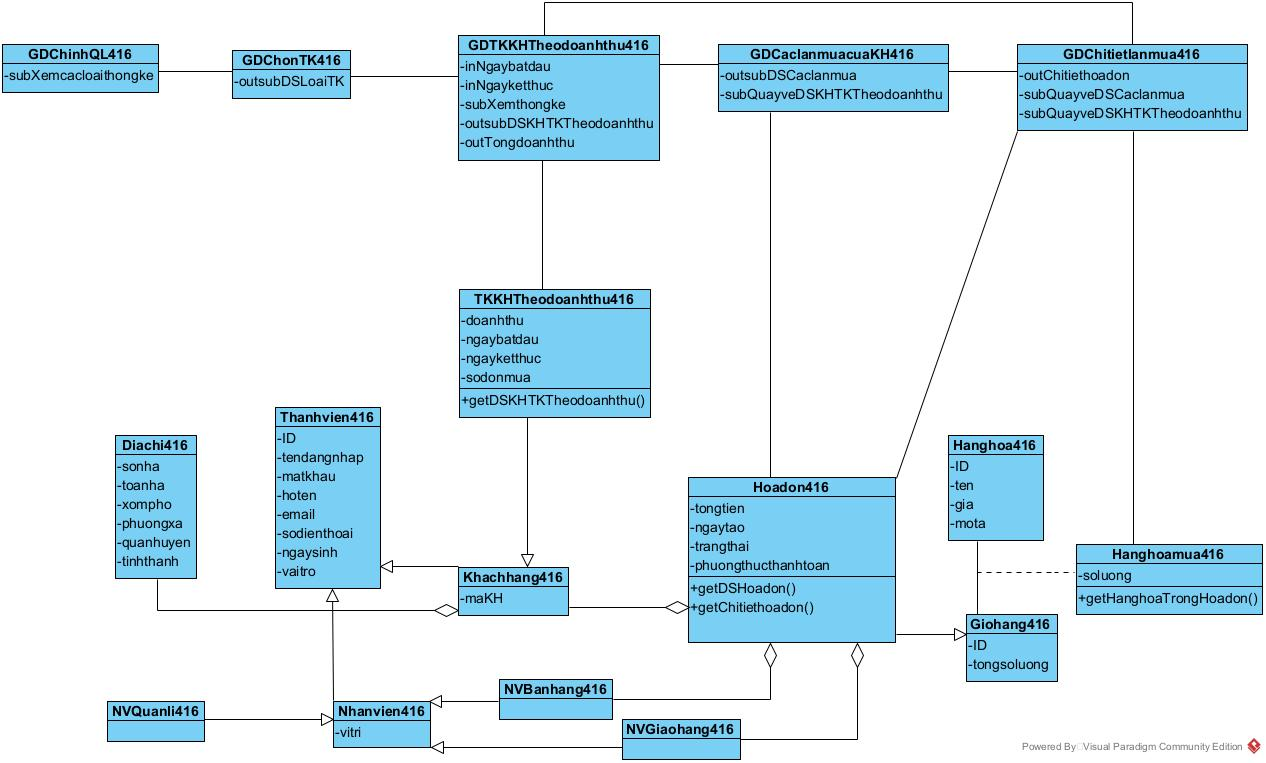 GDChinhQL416
-subXemcacloaithongke
GDChonTK416
-outsubDSLoaiTK
GDTKKHTheodoanhthu416
-inNgaybatdau
-inNgayketthuc
-subXemthongke
-outsubDSKHTKTheodoanhthu
-outTongdoanhthu
GDCaclanmuacuaKH416
-outsubDSCaclanmua
-subQuayveDSKHTKTheodoanhthu
GDChitietlanmua416
-outChitiethoadon
-subQuayveDSCaclanmua
-subQuayveDSKHTKTheodoanhthu
TKKHTheodoanhthu416
-doanhthu
-ngaybatdau
-ngayketthuc
-sodonmua
+getDSKHTKTheodoanhthu()
Thanhvien416
-ID
-tendangnhap
-matkhau
-hoten
-email
-sodienthoai
-ngaysinh
-vaitro
Diachi416
-sonha
-toanha
-xompho
-phuongxa
-quanhuyen
-tinhthanh
Khachhang416
-maKH
Hoadon416
-tongtien
-ngaytao
-trangthai
-phuongthucthanhtoan
+getDSHoadon()
+getChitiethoadon()
Hanghoa416
-ID
-ten
-gia
-mota
Hanghoamua416
-soluong
+getHanghoaTrongHoadon()
Giohang416
-ID
-tongsoluong
NVQuanli416
Nhanvien416
-vitri
NVBanhang416
NVGiaohang416
Powered By Visual Paradigm Community Edition